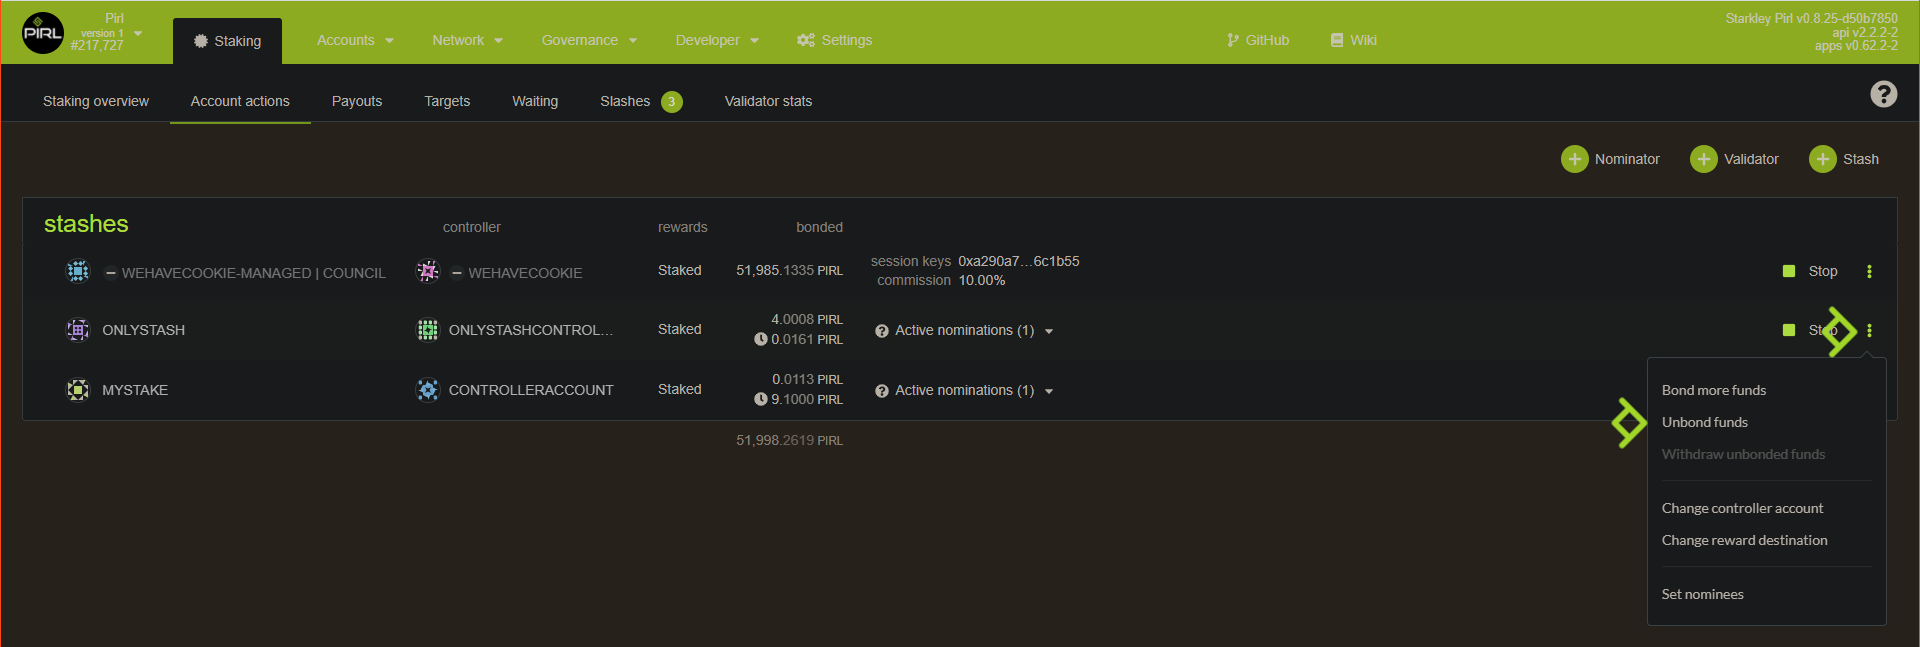 PIRL
Pirl
version 1
#217,727
Staking
Accounts
Network
Governance
Developer
Settings
GitHub
Wiki
Starkley Pirl v0.8.25-d50b7850
api v2.2.2-2
apps v0.62.2-2
Staking overview
Account actions
Payouts
Targets
Waiting
Slashes 3
Validator stats
Nominator
Validator
Stash
stashes
controller
rewards
bonded
WEHAVECOOKIE-MANAGED | COUNCIL
WEHAVECOOKIE
Staked
51,985.1335 PIRL
session keys 0xa290a7…6c1b55
commission 10.00%
Stop
ONLYSTASH
ONLYSTASHCONTROL…
Staked
4.0008 PIRL
0.0161 PIRL
Active nominations (1)
Stop
MYSTAKE
CONTROLLERACCOUNT
Staked
0.0113 PIRL
9.1000 PIRL
Active nominations (1)
51,998.2619 PIRL
Bond more funds
Unbond funds
Withdraw unbonded funds
Change controller account
Change reward destination
Set nominees